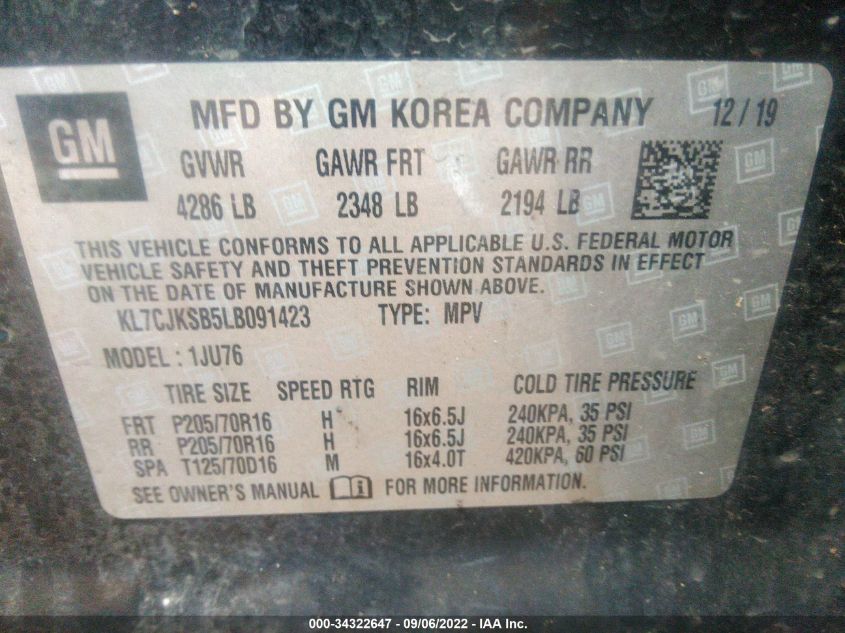 GM
MFD BY GM KOREA COMPANY 12/19
GVWR GAWR FRT GAWR RR
4286 LB 2348 LB 2194 LB
THIS VEHICLE CONFORMS TO ALL APPLICABLE U.S. FEDERAL MOTOR
VEHICLE SAFETY AND THEFT PREVENTION STANDARDS IN EFFECT
ON THE DATE OF MANUFACTURE SHOWN ABOVE.
KL7CJKSB5LB091423 TYPE: MPV
MODEL : 1JU76
TIRE SIZE SPEED RTG RIM COLD TIRE PRESSURE
FRT P205/70R16 H 16x6.5J 240KPA, 35 PSI
RR P205/70R16 H 16x6.5J 240KPA, 35 PSI
SPA T125/70D16 M 16x4.0T 420KPA, 60 PSI
SEE OWNER'S MANUAL FOR MORE INFORMATION.
000-34322647 - 09/06/2022 - IAA Inc.